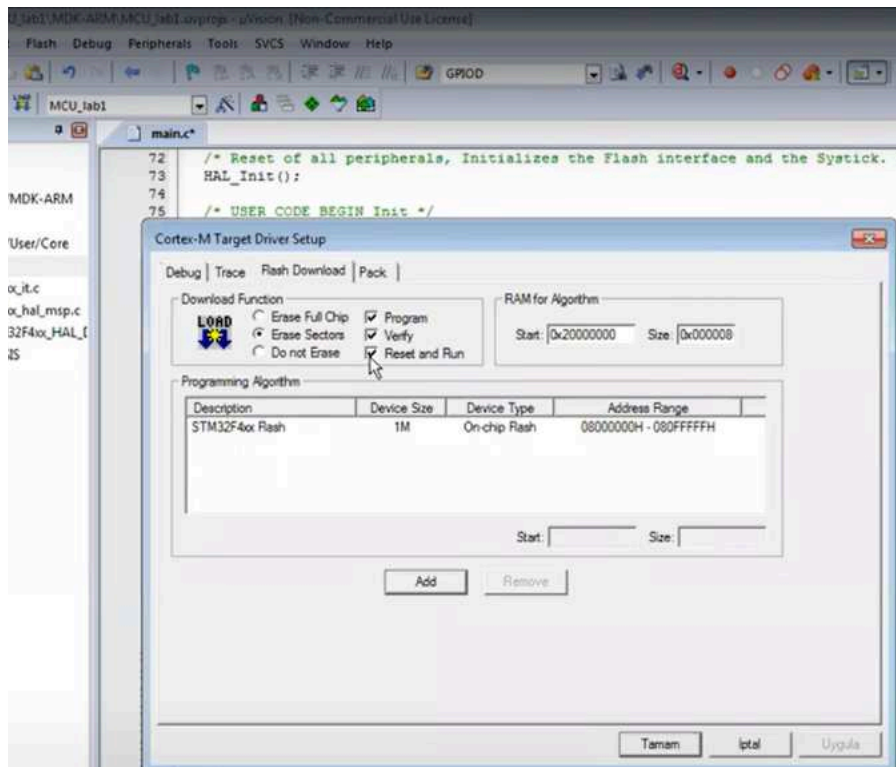 J_lab1\MDK-ARM\MCU_lab1.uvprojx - µVision [Non-Commercial Use License]
Flash Debug Peripherals Tools SVCS Window Help
GPIOD
MCU_lab1
main.c*
/MDK-ARM
/User/Core
xx_it.c
xx_hal_msp.c
32F4xx_HAL_D
SIS
72 /* Reset of all peripherals, Initializes the Flash interface and the Systick.
73 HAL_Init();
74
75 /* USER CODE BEGIN Init */
Cortex-M Target Driver Setup
Debug Trace Flash Download Pack
Download Function
LOAD
Erase Full Chip
Erase Sectors
Do not Erase
Program
Verify
Reset and Run
RAM for Algorithm
Start: 0x20000000 Size: 0x000008
Programming Algorithm
Description Device Size Device Type Address Range
STM32F4xx Flash 1M On-chip Flash 08000000H - 080FFFFFH
Start: Size:
Add Remove
Tamam İptal Uygula